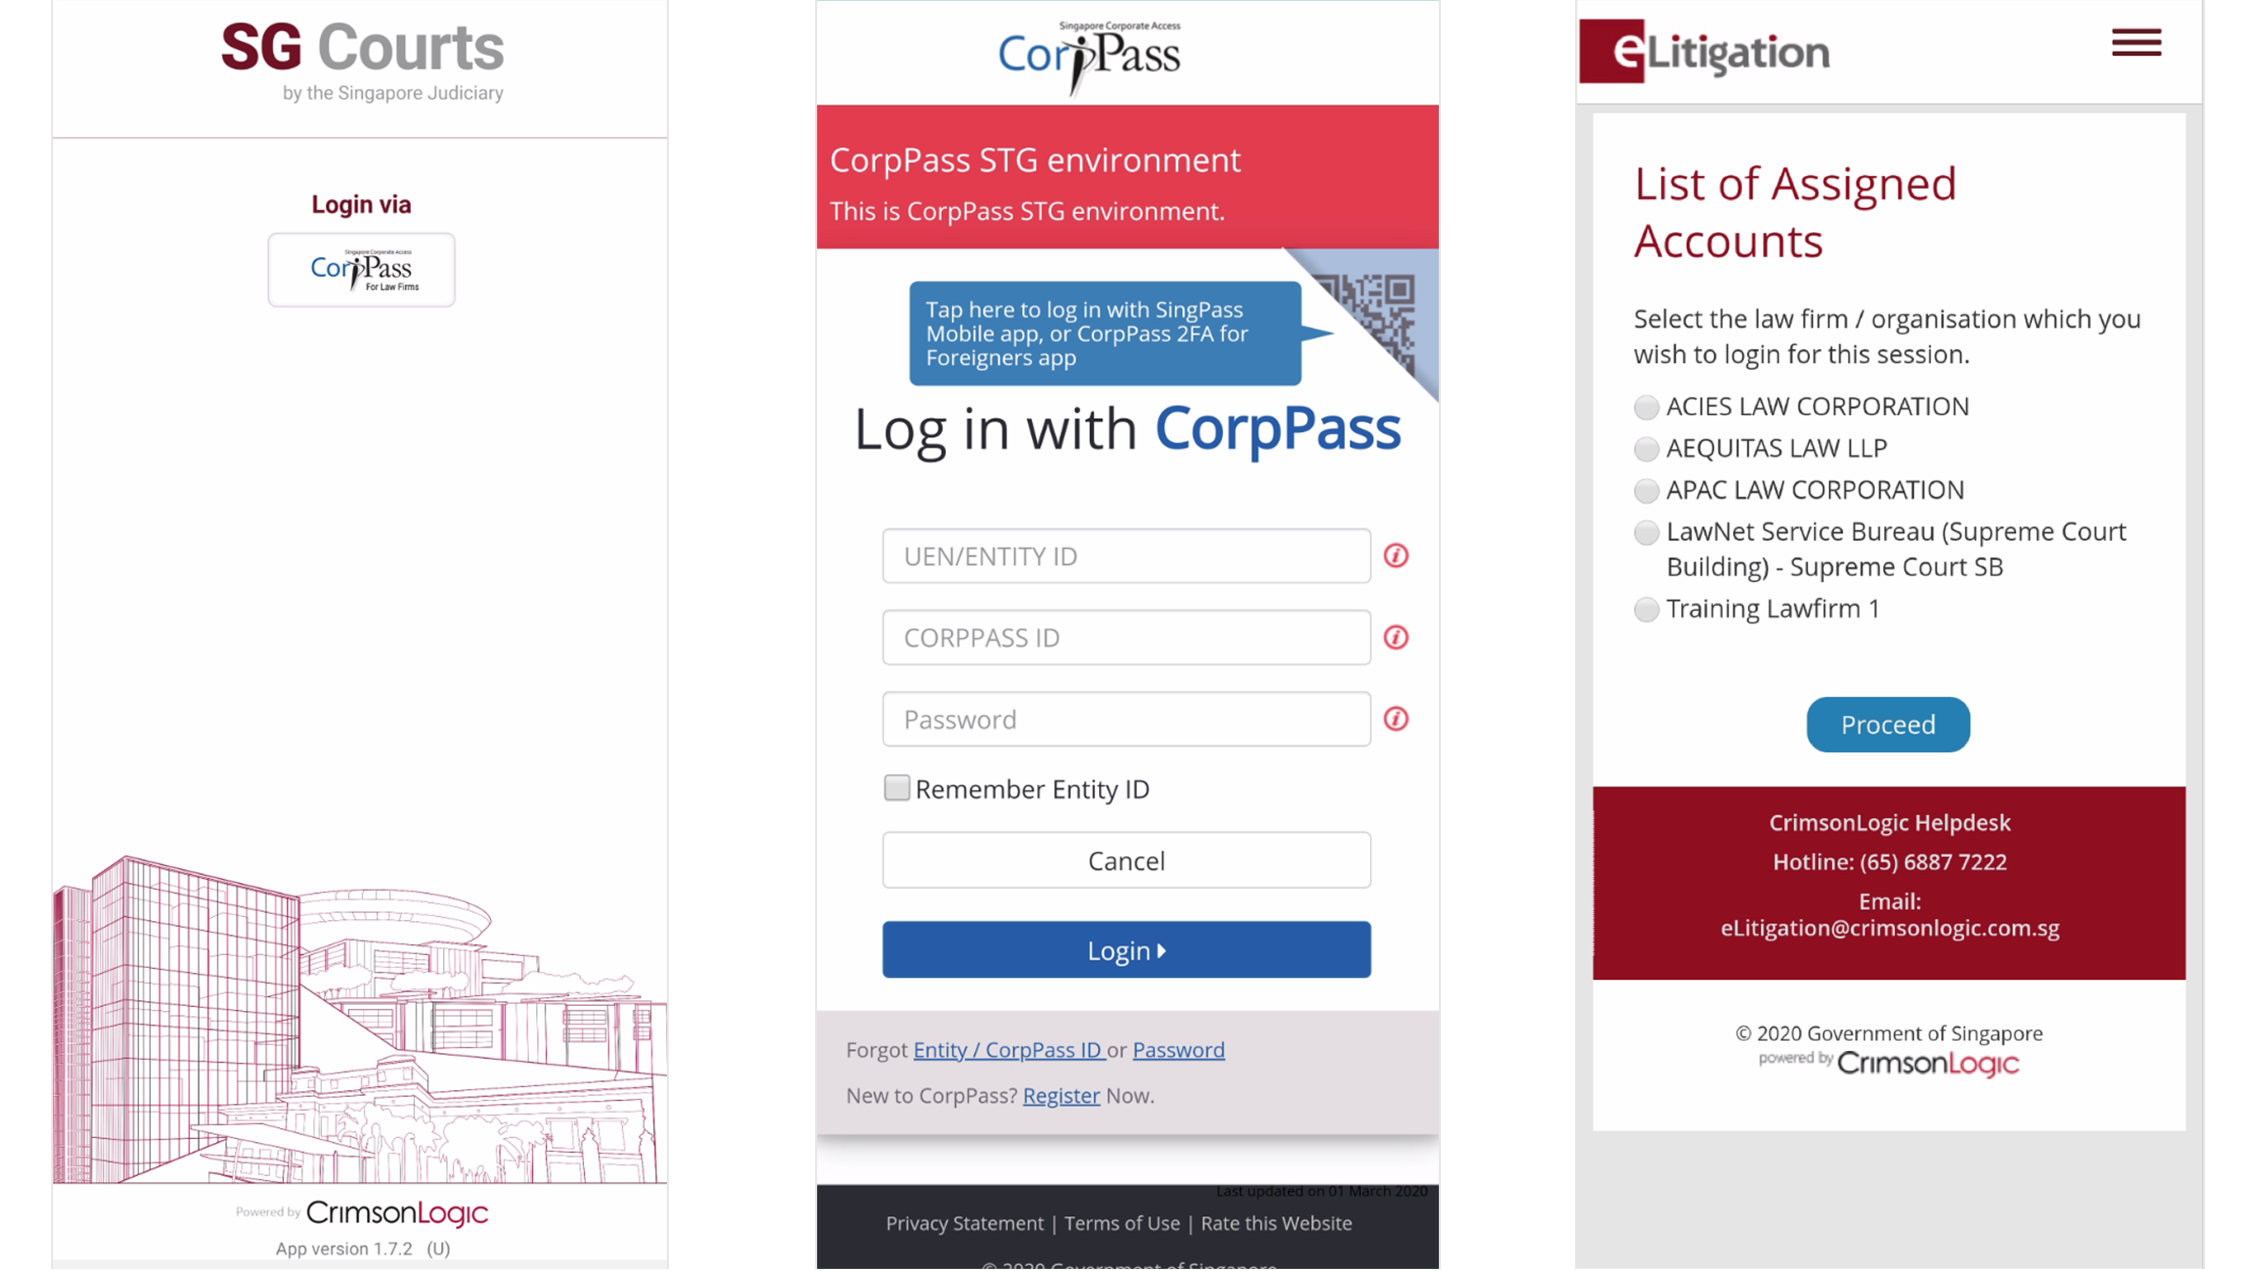 SG Courts
by the Singapore Judiciary
Login via
Singapore Corporate Access
CorpPass
For Law Firms
Powered by CrimsonLogic
App version 1.7.2 (U)
Singapore Corporate Access
CorpPass
CorpPass STG environment
This is CorpPass STG environment.
Tap here to log in with SingPass
Mobile app, or CorpPass 2FA for
Foreigners app
Log in with CorpPass
UEN/ENTITY ID
CORPPASS ID
Password
Remember Entity ID
Cancel
Login
Forgot Entity / CorpPass ID or Password
New to CorpPass? Register Now.
Last updated on 01 March 2020
Privacy Statement | Terms of Use | Rate this Website
© 2020 Government of Singapore
eLitigation
List of Assigned
Accounts
Select the law firm / organisation which you
wish to login for this session.
ACIES LAW CORPORATION
AEQUITAS LAW LLP
APAC LAW CORPORATION
LawNet Service Bureau (Supreme Court
Building) - Supreme Court SB
Training Lawfirm 1
Proceed
CrimsonLogic Helpdesk
Hotline: (65) 6887 7222
Email:
eLitigation@crimsonlogic.com.sg
© 2020 Government of Singapore
powered by CrimsonLogic